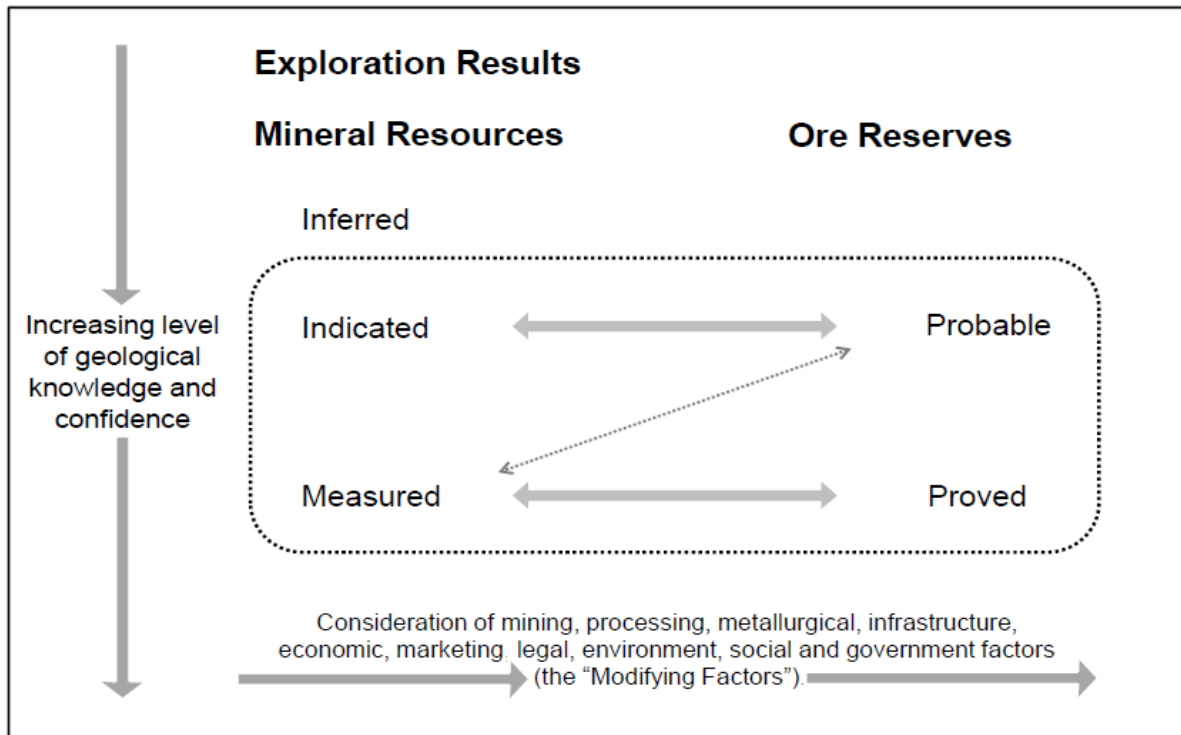 Exploration Results
Mineral Resources
Ore Reserves
Inferred
Increasing level
of geological
knowledge and
confidence
Indicated
Probable
Measured
Proved
Consideration of mining, processing, metallurgical, infrastructure,
economic, marketing, legal, environment, social and government factors
(the “Modifying Factors”).